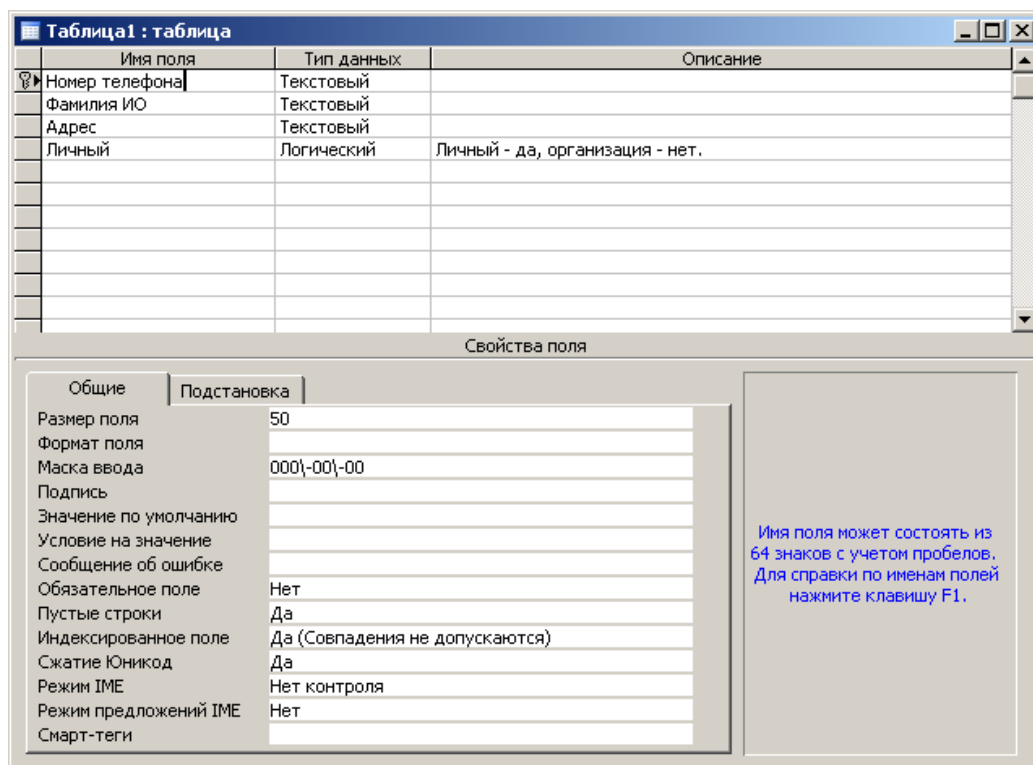 Таблица1 : таблица
Имя поля Тип данных Описание
Номер телефона Текстовый
Фамилия ИО Текстовый
Адрес Текстовый
Личный Логический Личный - да, организация - нет.
Свойства поля
Общие Подстановка
Размер поля 50
Формат поля
Маска ввода 000\-00\-00
Подпись
Значение по умолчанию
Условие на значение
Сообщение об ошибке
Обязательное поле Нет
Пустые строки Да
Индексированное поле Да (Совпадения не допускаются)
Сжатие Юникод Да
Режим IME Нет контроля
Режим предложений IME Нет
Смарт-теги
Имя поля может состоять из
64 знаков с учетом пробелов.
Для справки по именам полей
нажмите клавишу F1.